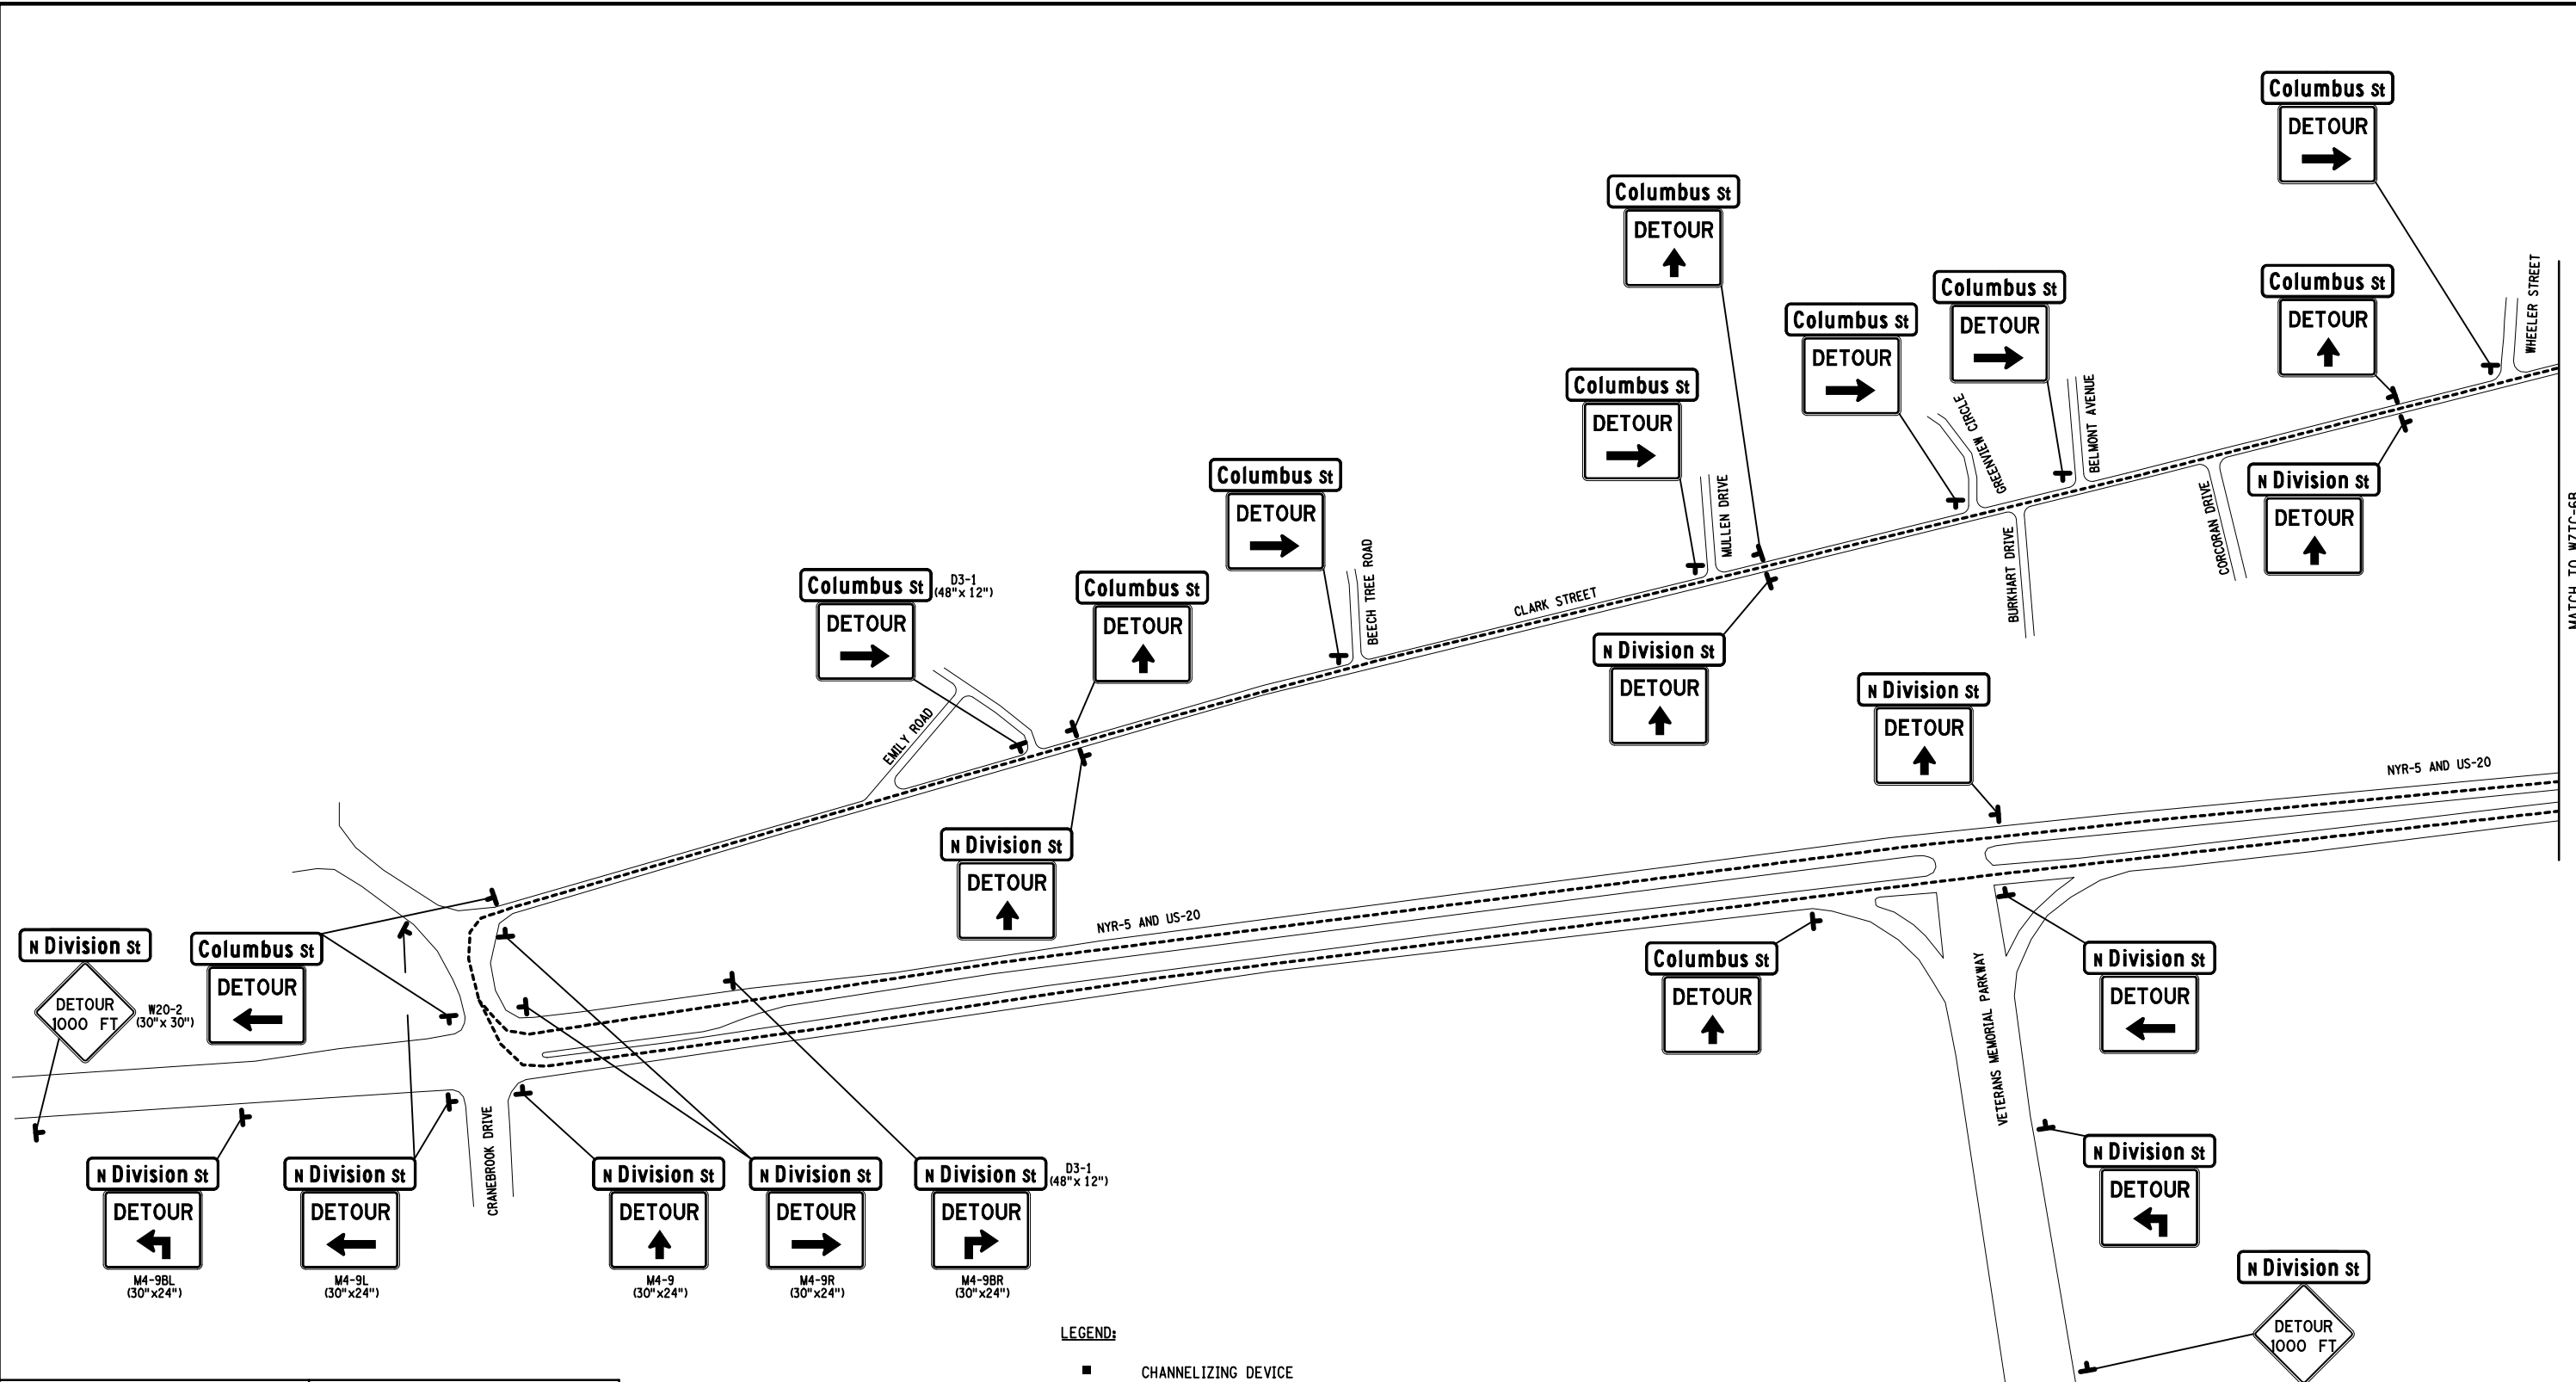 Columbus St
DETOUR
Columbus St
DETOUR
WHEELER STREET
Columbus St
DETOUR
Columbus St
DETOUR
Columbus St
DETOUR
Columbus St
DETOUR
GREENVIEW CIRCLE
BELMONT AVENUE
N Division St
DETOUR
CORCORAN DRIVE
MATCH TO WZTC-6B
Columbus St
DETOUR
MULLEN DRIVE
BURKHART DRIVE
Columbus St
DETOUR
BEECH TREE ROAD
CLARK STREET
Columbus St
D3-1
(48"x 12")
DETOUR
Columbus St
DETOUR
N Division St
DETOUR
EMILY ROAD
N Division St
DETOUR
NYR-5 AND US-20
N Division St
DETOUR
NYR-5 AND US-20
N Division St
DETOUR
1000 FT
W20-2
(30"x 30")
Columbus St
DETOUR
Columbus St
DETOUR
VETERANS MEMORIAL PARKWAY
N Division St
DETOUR
N Division St
DETOUR
M4-9BL
(30"x24")
N Division St
DETOUR
M4-9L
(30"x24")
CRANEBROOK DRIVE
N Division St
DETOUR
M4-9
(30"x24")
N Division St
DETOUR
M4-9R
(30"x24")
N Division St
D3-1
(48"x 12")
DETOUR
M4-9BR
(30"x24")
N Division St
DETOUR
N Division St
DETOUR
1000 FT
LEGEND:
CHANNELIZING DEVICE